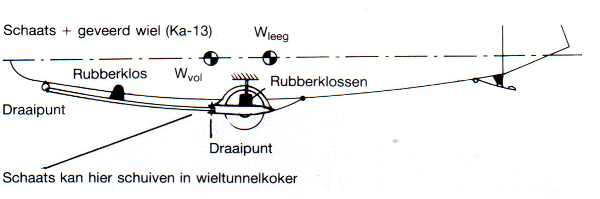 Schaats + geveerd wiel (Ka-13)
Wleeg
Rubberklos
Wvol
Rubberklossen
Draaipunt
Draaipunt
Schaats kan hier schuiven in wieltunnelkoker